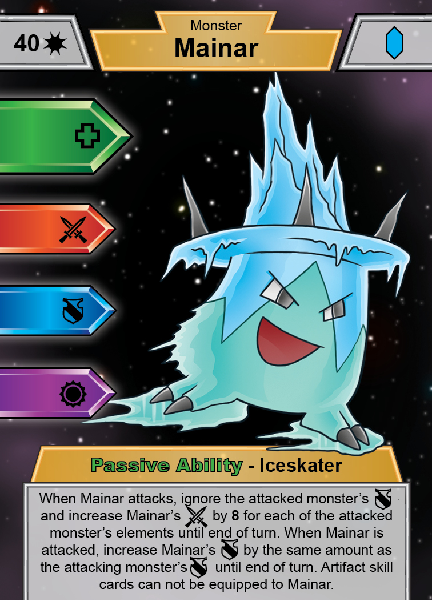 Monster
40
Mainar
Passive Ability - Iceskater
When Mainar attacks, ignore the attacked monster's
and increase Mainar's by 8 for each of the attacked
monster's elements until end of turn. When Mainar is
attacked, increase Mainar's by the same amount as
the attacking monster's until end of turn. Artifact skill
cards can not be equipped to Mainar.